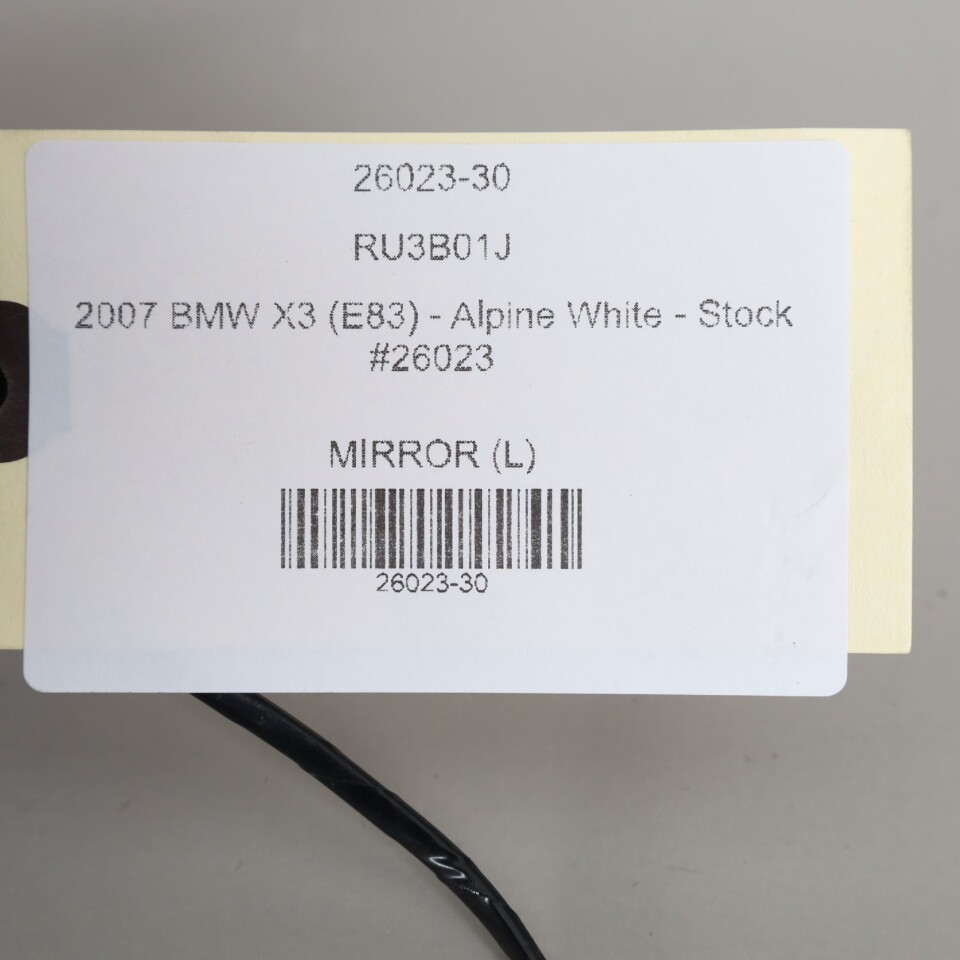 26023-30
RU3B01J
2007 BMW X3 (E83) - Alpine White - Stock
#26023
MIRROR (L)
26023-30